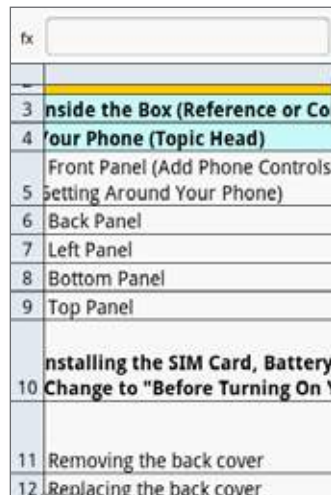 fx
3 nside the Box (Reference or Co
4 'our Phone (Topic Head)
Front Panel (Add Phone Controls
5 Getting Around Your Phone)
6 Back Panel
7 Left Panel
8 Bottom Panel
9 Top Panel
nstalling the SIM Card, Battery
10 Change to "Before Turning On Y
11 Removing the back cover
12 Replacing the back cover